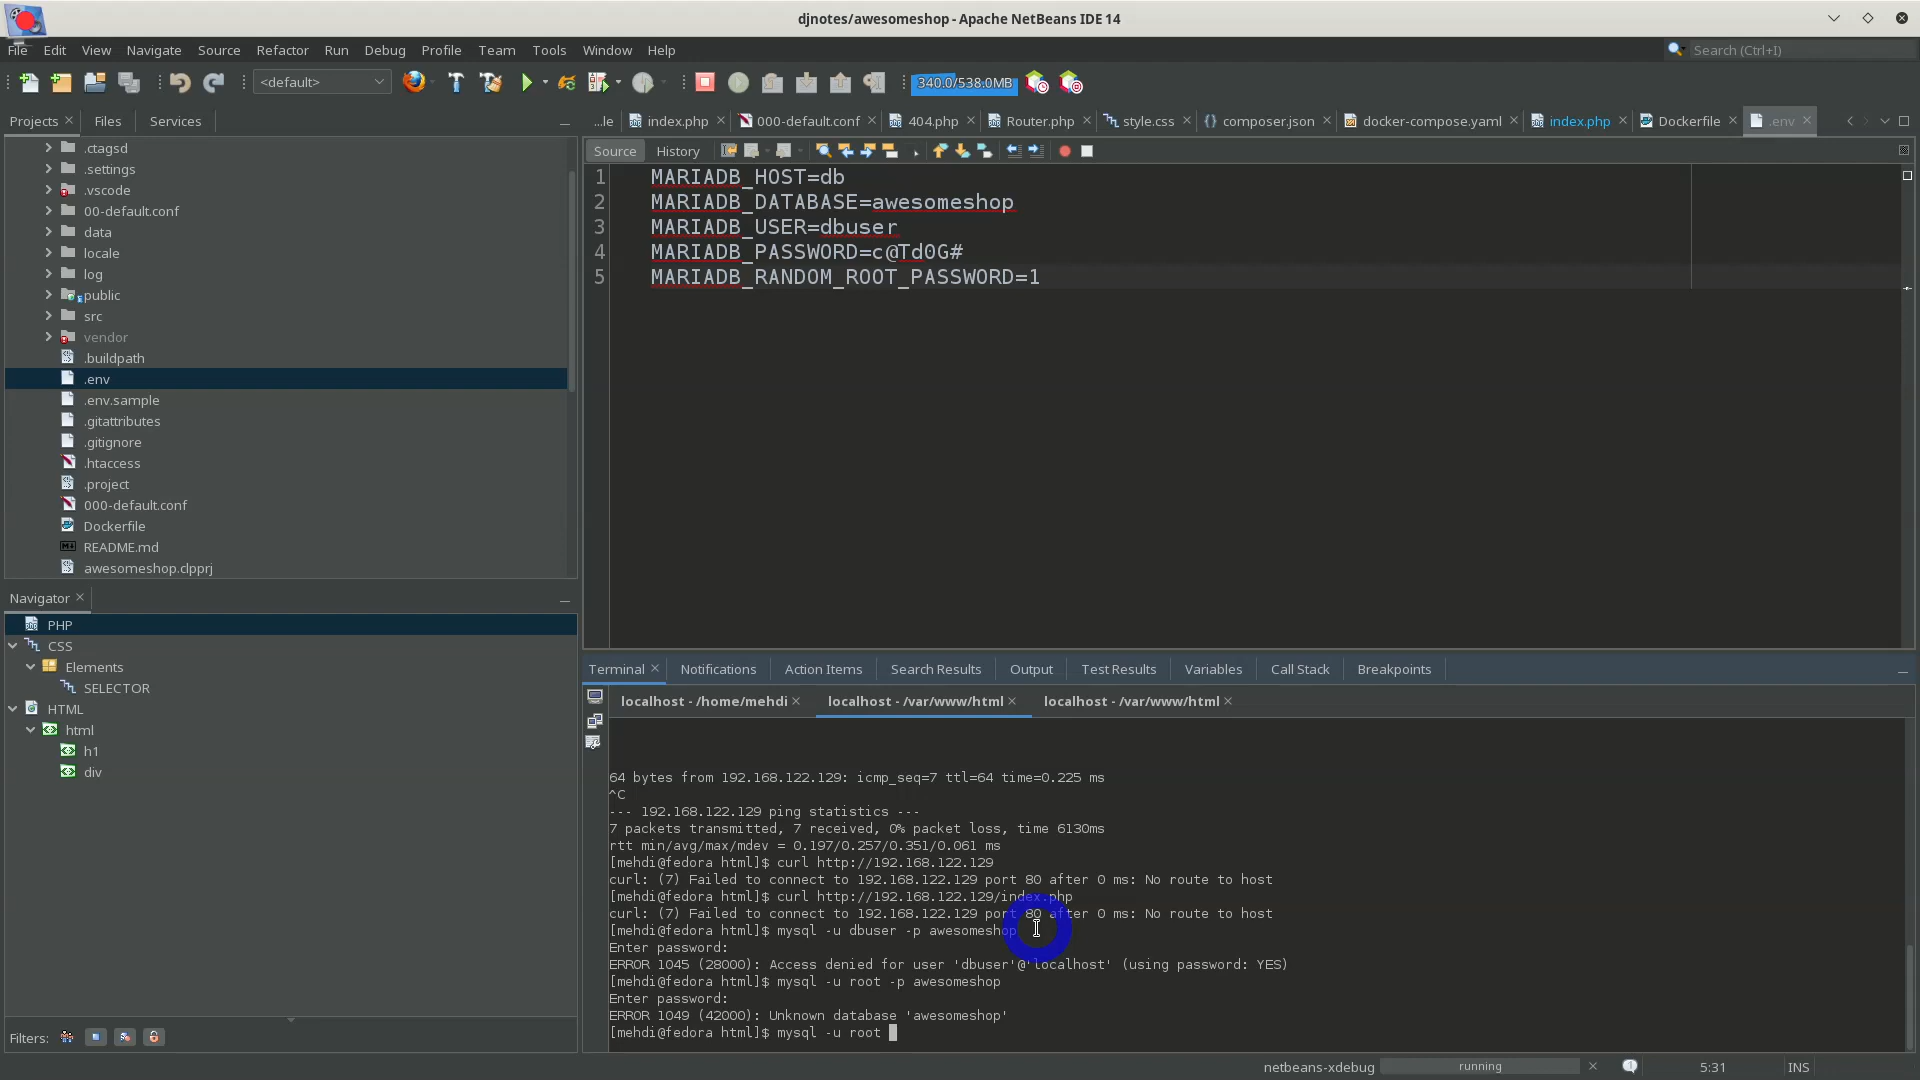 djnotes/awesomeshop - Apache NetBeans IDE 14
File Edit View Navigate Source Refactor Run Debug Profile Team Tools Window Help
Search (Ctrl+I)
<default>
340.0/538.0MB
Projects Files Services
...le index.php 000-default.conf 404.php Router.php style.css composer.json docker-compose.yaml index.php Dockerfile .env
Source History
.ctagsd
.settings
.vscode
00-default.conf
data
locale
log
public
src
vendor
.buildpath
.env
.env.sample
.gitattributes
.gitignore
.htaccess
.project
000-default.conf
Dockerfile
README.md
awesomeshop.clpprj
1 MARIADB_HOST=db
2 MARIADB_DATABASE=awesomeshop
3 MARIADB_USER=dbuser
4 MARIADB_PASSWORD=c@Td0G#
5 MARIADB_RANDOM_ROOT_PASSWORD=1
Navigator
PHP
CSS
Elements
SELECTOR
HTML
html
h1
div
Filters:
Terminal Notifications Action Items Search Results Output Test Results Variables Call Stack Breakpoints
localhost - /home/mehdi localhost - /var/www/html localhost - /var/www/html
64 bytes from 192.168.122.129: icmp_seq=7 ttl=64 time=0.225 ms
^C
--- 192.168.122.129 ping statistics ---
7 packets transmitted, 7 received, 0% packet loss, time 6130ms
rtt min/avg/max/mdev = 0.197/0.257/0.351/0.061 ms
[mehdi@fedora html]$ curl http://192.168.122.129
curl: (7) Failed to connect to 192.168.122.129 port 80 after 0 ms: No route to host
[mehdi@fedora html]$ curl http://192.168.122.129/index.php
curl: (7) Failed to connect to 192.168.122.129 port 80 after 0 ms: No route to host
[mehdi@fedora html]$ mysql -u dbuser -p awesomeshop
Enter password:
ERROR 1045 (28000): Access denied for user 'dbuser'@'localhost' (using password: YES)
[mehdi@fedora html]$ mysql -u root -p awesomeshop
Enter password:
ERROR 1049 (42000): Unknown database 'awesomeshop'
[mehdi@fedora html]$ mysql -u root
netbeans-xdebug running 5:31 INS